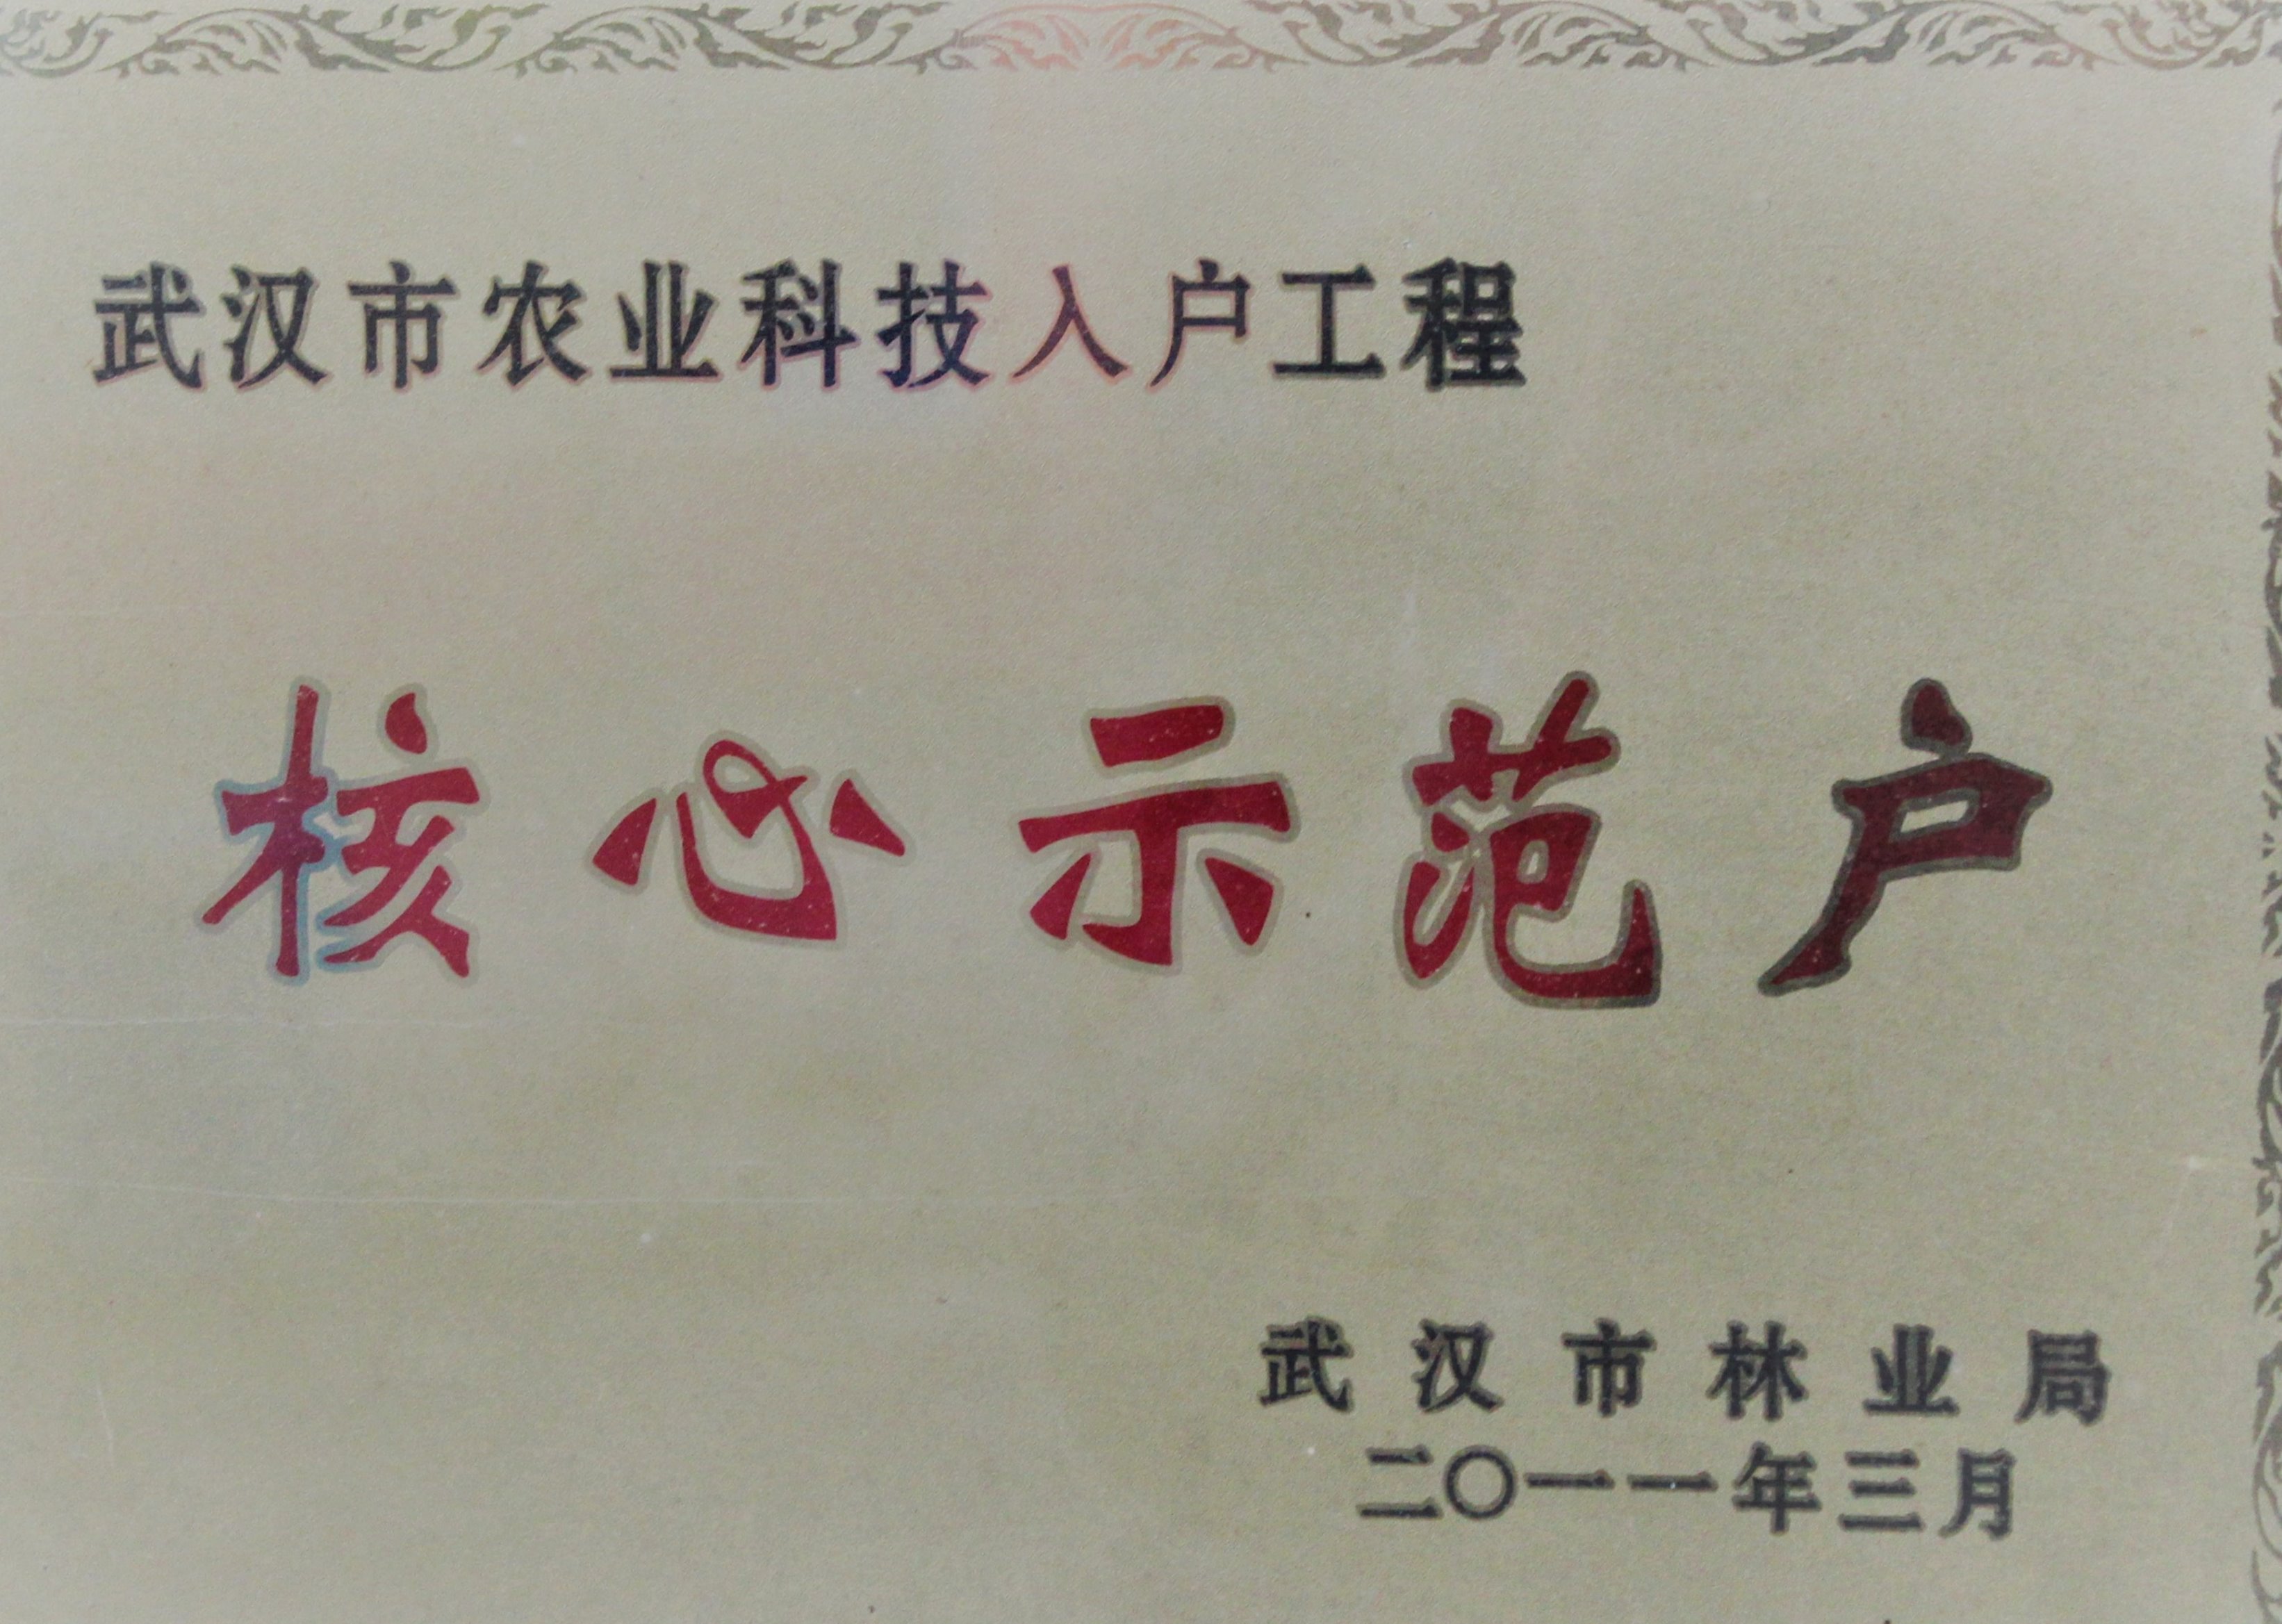 武汉市农业科技入户工程
核心示范户
武汉市林业局
二〇一一年三月